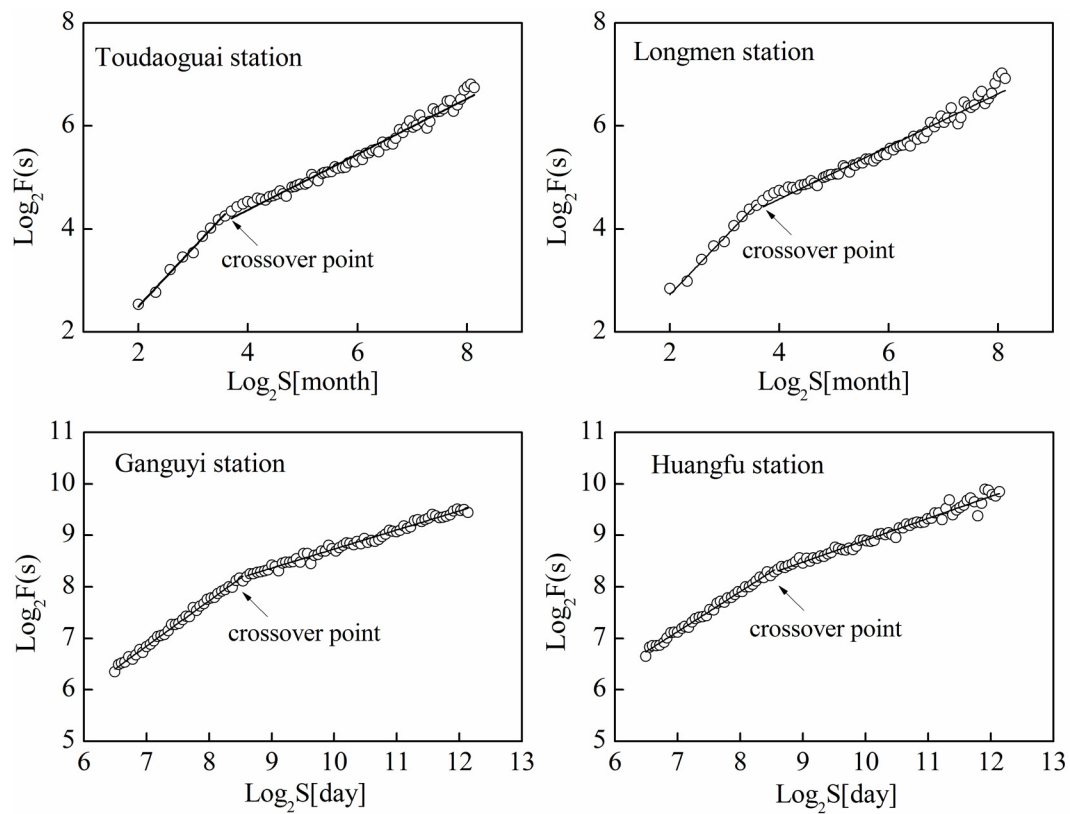 Toudaoguai station
8
6
4
2
Log2F(s)
crossover point
2 4 6 8
Log2S[month]
Longmen station
8
6
4
2
Log2F(s)
crossover point
2 4 6 8
Log2S[month]
Ganguyi station
11
10
9
8
7
6
5
Log2F(s)
crossover point
6 7 8 9 10 11 12 13
Log2S[day]
Huangfu station
11
10
9
8
7
6
5
Log2F(s)
crossover point
6 7 8 9 10 11 12 13
Log2S[day]